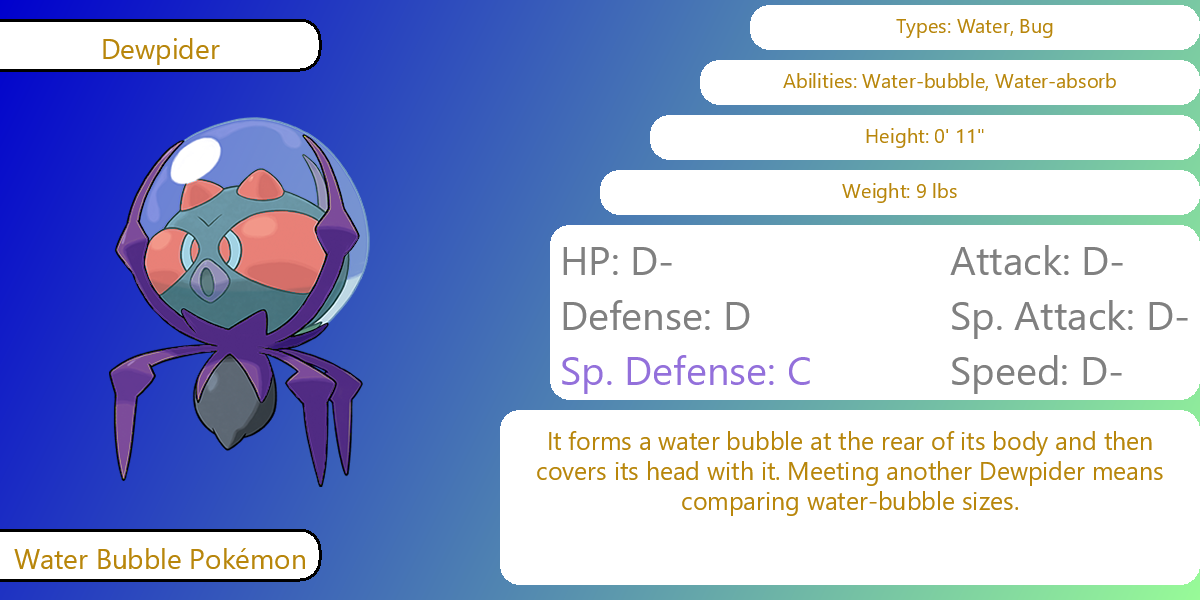 Dewpider
Types: Water, Bug
Abilities: Water-bubble, Water-absorb
Height: 0' 11"
Weight: 9 lbs
HP: D-
Attack: D-
Defense: D
Sp. Attack: D-
Sp. Defense: C
Speed: D-
It forms a water bubble at the rear of its body and then
covers its head with it. Meeting another Dewpider means
comparing water-bubble sizes.
Water Bubble Pokémon